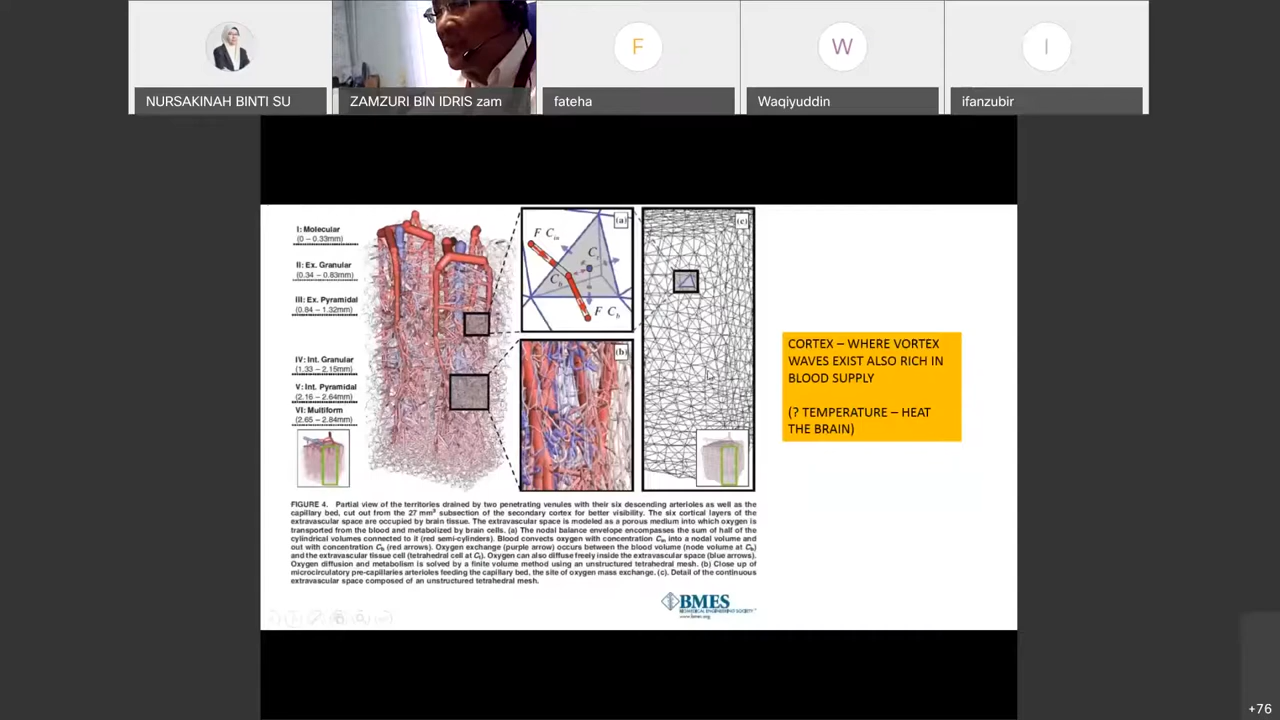 F
W
I
NURSAKINAH BINTI SU
ZAMZURI BIN IDRIS zam
fateha
Waqiyuddin
ifanzubir
I: Molecular
(0 – 0.33mm)
II: Ex. Granular
(0.34 – 0.83mm)
III: Ex. Pyramidal
(0.84 – 1.32mm)
IV: Int. Granular
(1.33 – 2.15mm)
V: Int. Pyramidal
(2.16 – 2.64mm)
VI: Multiform
(2.65 – 2.84mm)
(a)
F C
F C
(b)
(c)
CORTEX – WHERE VORTEX
WAVES EXIST ALSO RICH IN
BLOOD SUPPLY
(? TEMPERATURE – HEAT
THE BRAIN)
FIGURE 4. Partial view of the territories drained by two penetrating venules with their six descending arterioles as well as the
capillary bed, cut out from the 27 mm³ subsection of the secondary cortex for better visibility. The six cortical layers of the
extravascular space are occupied by brain tissue. The extravascular space is modeled as a porous medium into which oxygen is
transported from the blood and metabolized by brain cells. (a) The nodal balance envelope encompasses the sum of half of the
cylindrical volumes connected to it (red semi-cylinders). Blood convects oxygen with concentration Cin into a nodal volume and
out with concentration Cb (red arrows). Oxygen exchange (purple arrow) occurs between the blood volume (node volume at Cb)
and the extravascular tissue cell (tetrahedral cell at Ct). Oxygen can also diffuse freely inside the extravascular space (blue arrows).
Oxygen diffusion and metabolism is solved by a finite volume method using an unstructured tetrahedral mesh. (b) Close up of
microcirculatory pre-capillaries arterioles feeding the capillary bed, the site of oxygen mass exchange. (c). Detail of the continuous
extravascular space composed of an unstructured tetrahedral mesh.
BMES
BIOMEDICAL ENGINEERING SOCIETY
www.bmes.org
+76